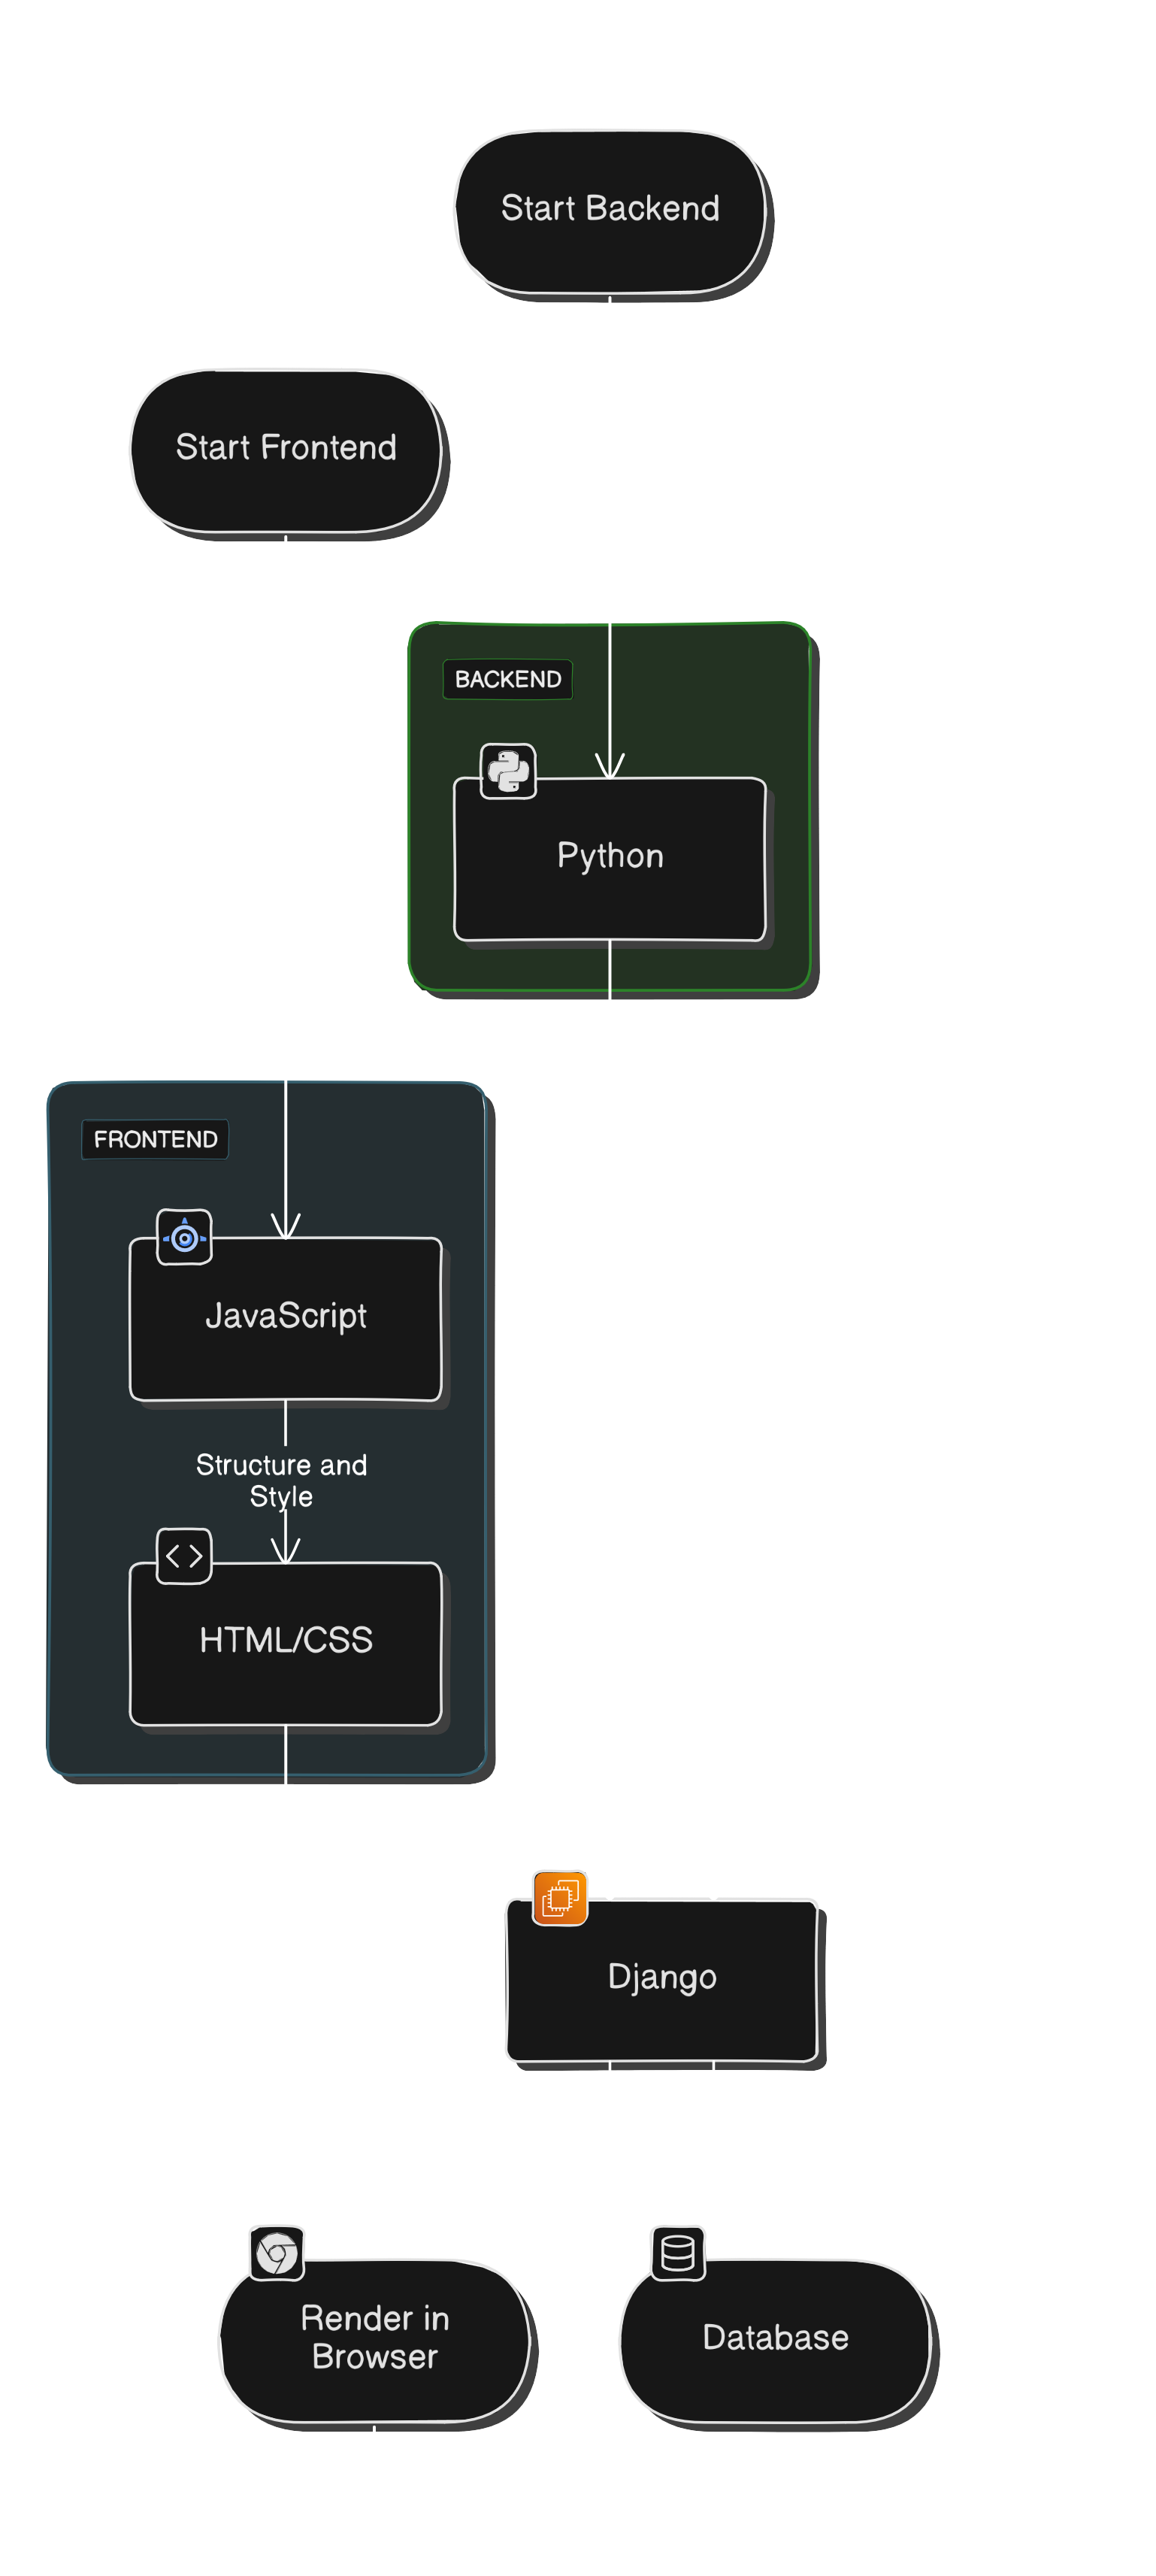 Start Backend
Start Frontend
BACKEND
Python
FRONTEND
JavaScript
Structure and
Style
HTML/CSS
Django
Render in
Browser
Database